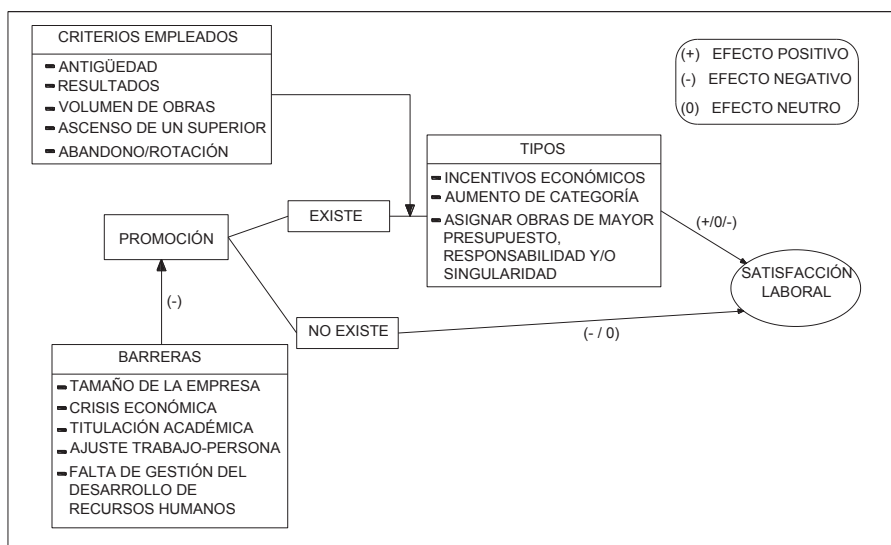 CRITERIOS EMPLEADOS
ANTIGÜEDAD
RESULTADOS
VOLUMEN DE OBRAS
ASCENSO DE UN SUPERIOR
ABANDONO/ROTACIÓN
(+) EFECTO POSITIVO
(-) EFECTO NEGATIVO
(0) EFECTO NEUTRO
TIPOS
INCENTIVOS ECONÓMICOS
AUMENTO DE CATEGORÍA
ASIGNAR OBRAS DE MAYOR
PRESUPUESTO,
RESPONSABILIDAD Y/O
SINGULARIDAD
EXISTE
PROMOCIÓN
(+/0/-)
SATISFACCIÓN
LABORAL
(-)
NO EXISTE
(- / 0)
BARRERAS
TAMAÑO DE LA EMPRESA
CRISIS ECONÓMICA
TITULACIÓN ACADÉMICA
AJUSTE TRABAJO-PERSONA
FALTA DE GESTIÓN DEL
DESARROLLO DE
RECURSOS HUMANOS